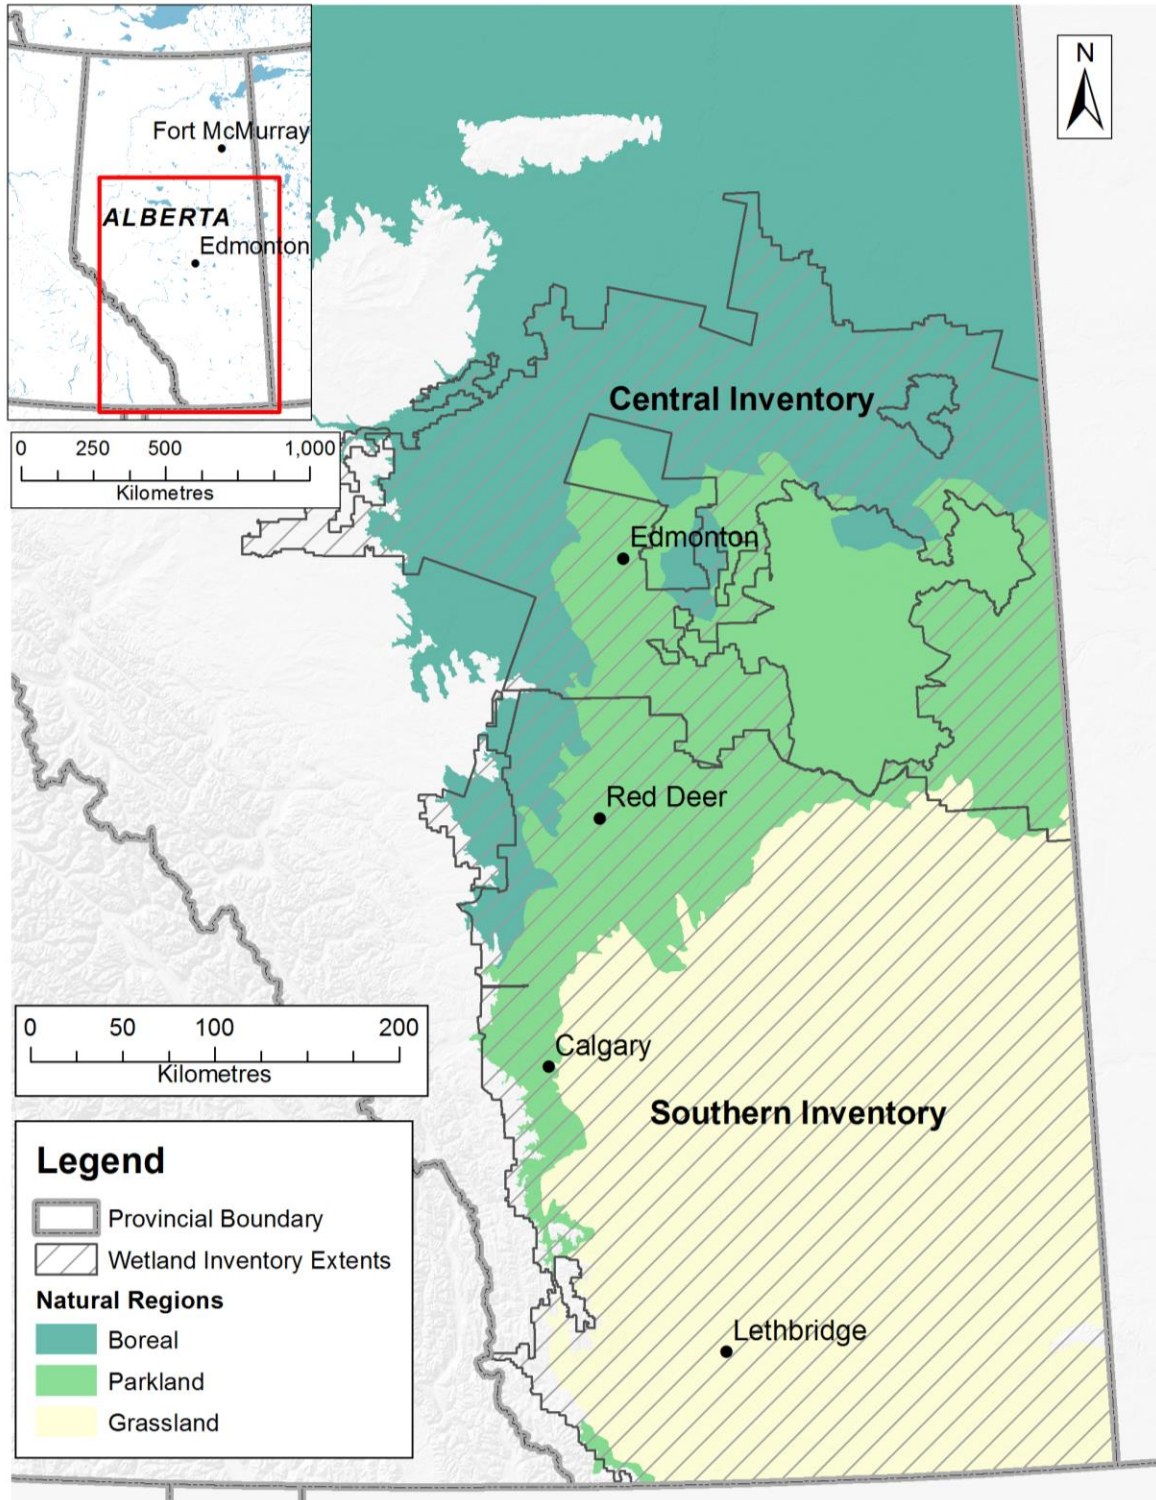 Fort McMurray
ALBERTA
Edmonton
0 250 500 1,000
Kilometres
N
Central Inventory
Edmonton
Red Deer
Calgary
Southern Inventory
Lethbridge
0 50 100 200
Kilometres
Legend
Provincial Boundary
Wetland Inventory Extents
Natural Regions
Boreal
Parkland
Grassland